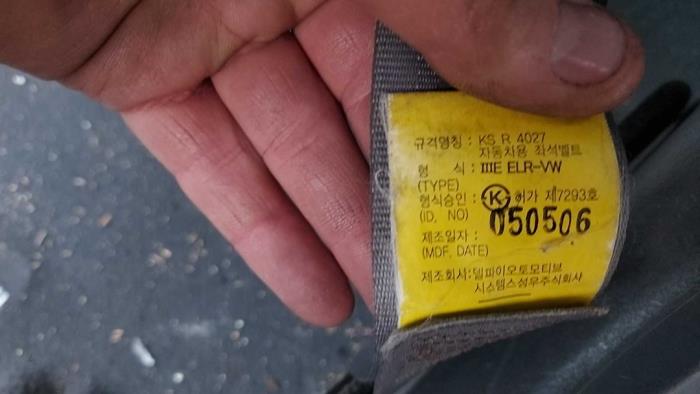 규격명칭 : KS R 4027
자동차용 좌석벨트
형 식 : IIIE ELR-VW
(TYPE)
형식승인 : K 허가 제7293호
(ID. NO) 050506
제조일자 :
(MDF. DATE)
제조회사: 델파이오토모티브
시스템스성우주식회사